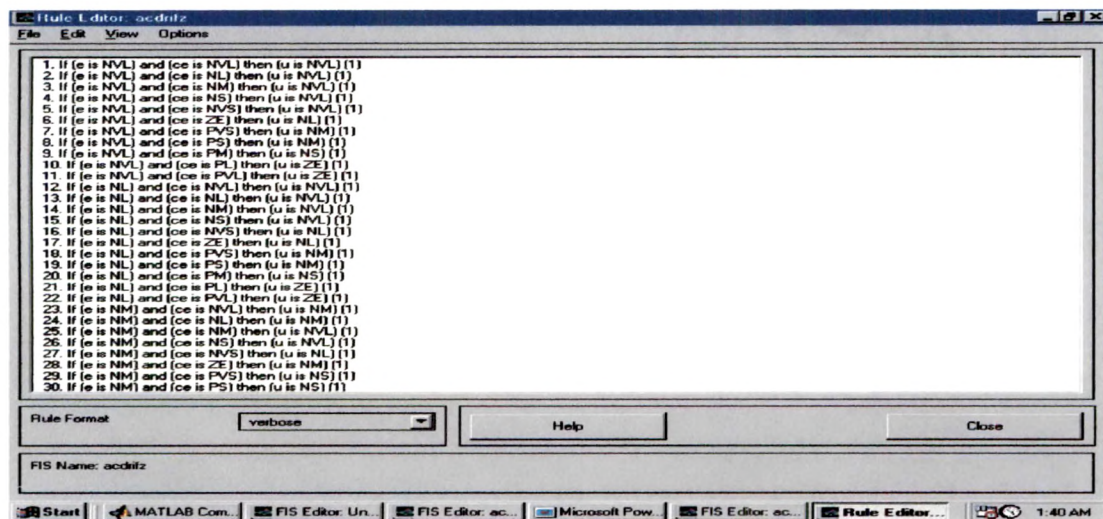 Rule Editor: acdrifz
File Edit View Options
1. If (e is NVL) and (ce is NVL) then (u is NVL) (1)
2. If (e is NVL) and (ce is NL) then (u is NVL) (1)
3. If (e is NVL) and (ce is NM) then (u is NVL) (1)
4. If (e is NVL) and (ce is NS) then (u is NVL) (1)
5. If (e is NVL) and (ce is NVS) then (u is NVL) (1)
6. If (e is NVL) and (ce is ZE) then (u is NL) (1)
7. If (e is NVL) and (ce is PVS) then (u is NM) (1)
8. If (e is NVL) and (ce is PS) then (u is NM) (1)
9. If (e is NVL) and (ce is PM) then (u is NS) (1)
10. If (e is NVL) and (ce is PL) then (u is ZE) (1)
11. If (e is NVL) and (ce is PVL) then (u is ZE) (1)
12. If (e is NL) and (ce is NVL) then (u is NVL) (1)
13. If (e is NL) and (ce is NL) then (u is NVL) (1)
14. If (e is NL) and (ce is NM) then (u is NVL) (1)
15. If (e is NL) and (ce is NS) then (u is NVL) (1)
16. If (e is NL) and (ce is NVS) then (u is NL) (1)
17. If (e is NL) and (ce is ZE) then (u is NL) (1)
18. If (e is NL) and (ce is PVS) then (u is NM) (1)
19. If (e is NL) and (ce is PS) then (u is NM) (1)
20. If (e is NL) and (ce is PM) then (u is NS) (1)
21. If (e is NL) and (ce is PL) then (u is ZE) (1)
22. If (e is NL) and (ce is PVL) then (u is ZE) (1)
23. If (e is NM) and (ce is NVL) then (u is NM) (1)
24. If (e is NM) and (ce is NL) then (u is NM) (1)
25. If (e is NM) and (ce is NM) then (u is NVL) (1)
26. If (e is NM) and (ce is NS) then (u is NVL) (1)
27. If (e is NM) and (ce is NVS) then (u is NL) (1)
28. If (e is NM) and (ce is ZE) then (u is NM) (1)
29. If (e is NM) and (ce is PVS) then (u is NS) (1)
30. If (e is NM) and (ce is PS) then (u is NS) (1)
Rule Format verbose Help Close
FIS Name: acdrifz
Start MATLAB Com... FIS Editor: Un... FIS Editor: ac... Microsoft Pow... FIS Editor: ac... Rule Editor... 1:40 AM